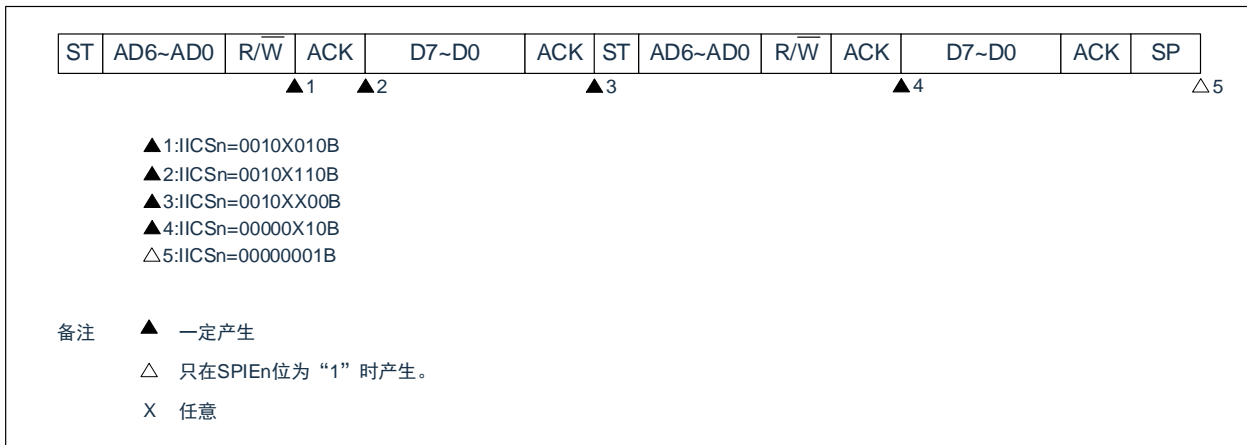 ST AD6~AD0 R/W̅ ACK D7~D0 ACK ST AD6~AD0 R/W̅ ACK D7~D0 ACK SP
▲1 ▲2 ▲3 ▲4 △5
▲1:IICSn=0010X010B
▲2:IICSn=0010X110B
▲3:IICSn=0010XX00B
▲4:IICSn=00000X10B
△5:IICSn=00000001B
备注 ▲ 一定产生
△ 只在SPIEn位为“1”时产生。
X 任意